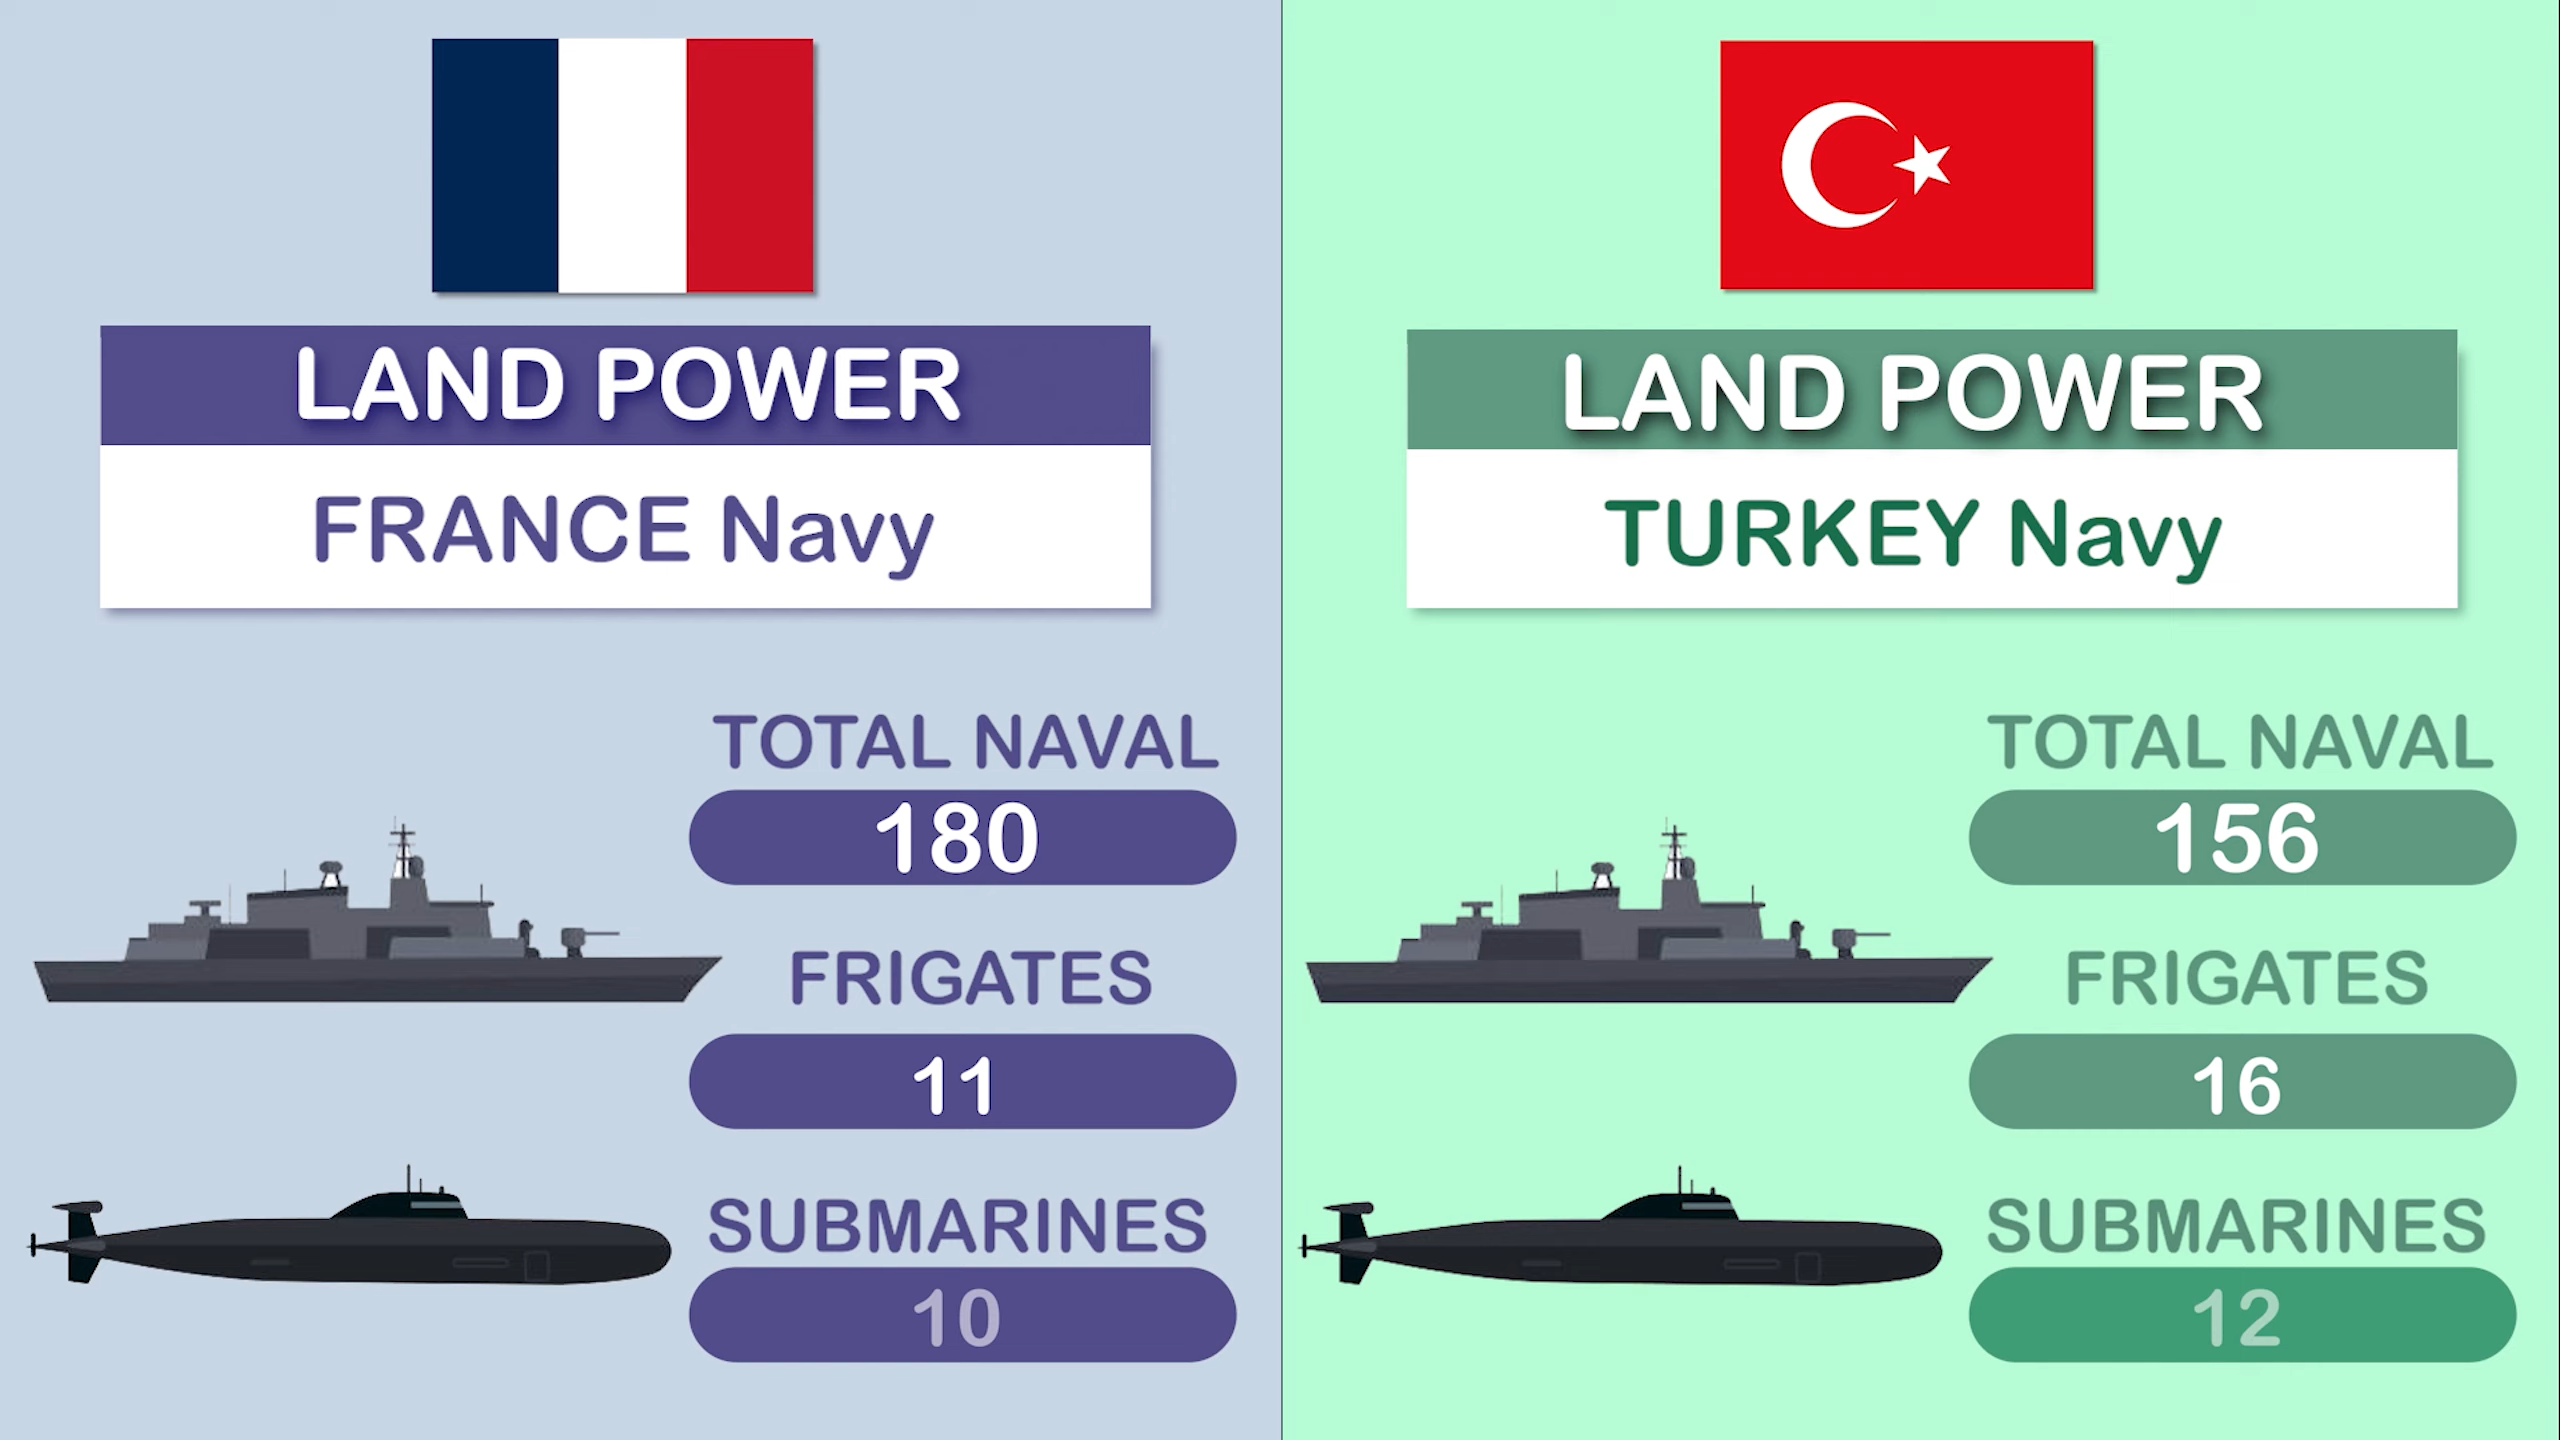 LAND POWER
FRANCE Navy
TOTAL NAVAL
180
FRIGATES
11
SUBMARINES
10
LAND POWER
TURKEY Navy
TOTAL NAVAL
156
FRIGATES
16
SUBMARINES
12